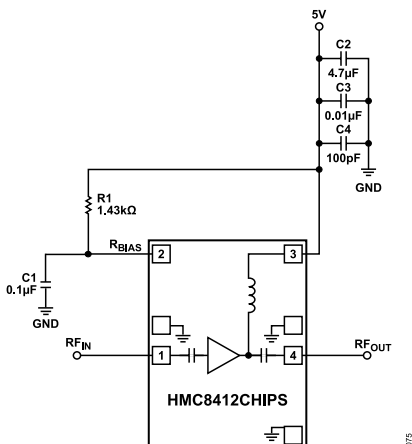 5V
C2
4.7µF
C3
0.01µF
C4
100pF
GND
R1
1.43kΩ
RBIAS
2
3
C1
0.1µF
GND
RFIN
1
4
RFOUT
HMC8412CHIPS
075